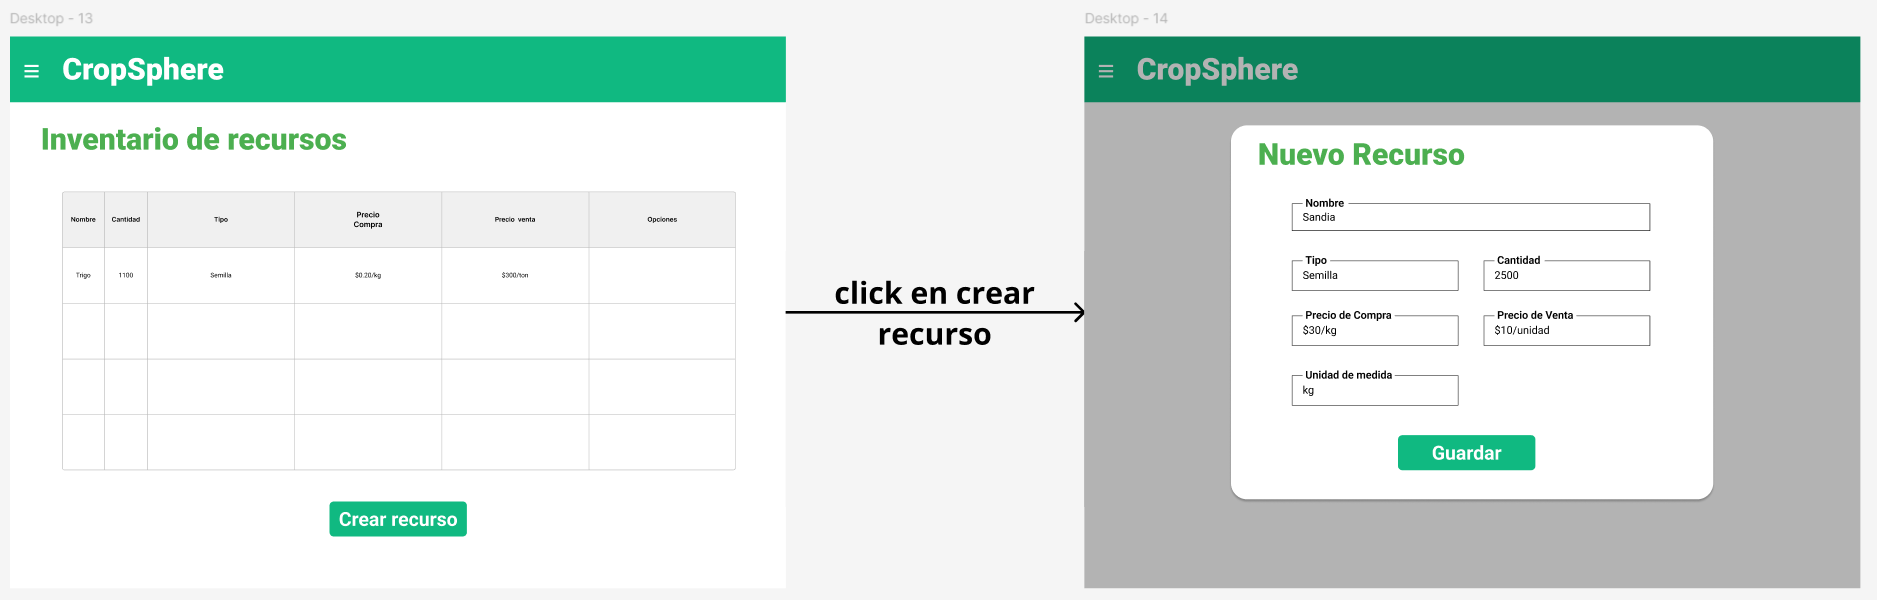 Desktop - 13
CropSphere
Inventario de recursos
Nombre Cantidad Tipo Precio Compra Precio venta Opciones
Trigo 1100 Semilla $0.20/kg $300/ton
Crear recurso
click en crear
recurso
Desktop - 14
CropSphere
Nuevo Recurso
Nombre
Sandia
Tipo Cantidad
Semilla 2500
Precio de Compra Precio de Venta
$30/kg $10/unidad
Unidad de medida
kg
Guardar